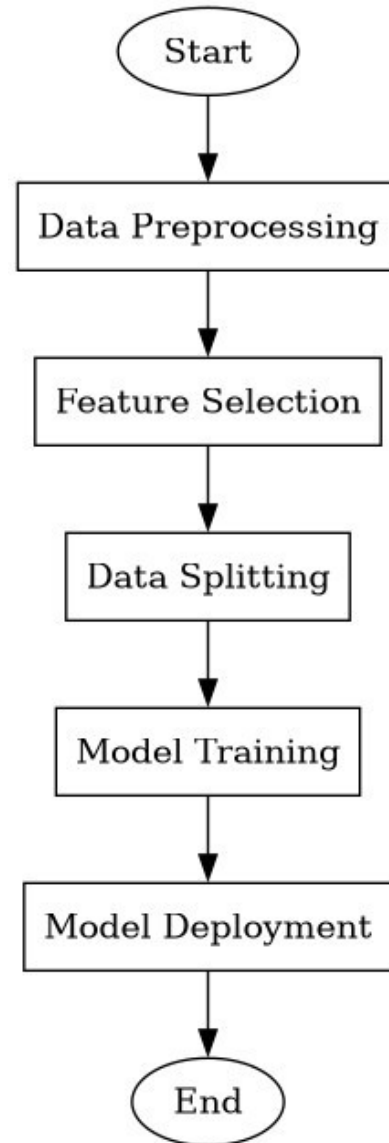 Start
Data Preprocessing
Feature Selection
Data Splitting
Model Training
Model Deployment
End